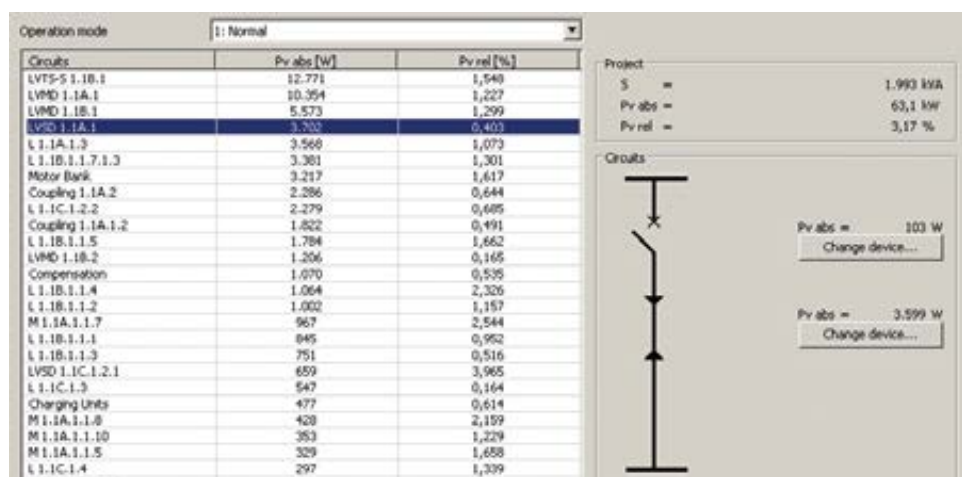 Operation mode 1: Normal
Circuits Pv abs [W] Pv rel [%]
LVTS-S 1.1B.1 12.771 1,548
LVMD 1.1A.1 10.354 1,227
LVMD 1.1B.1 5.573 1,299
LVSD 1.1A.1 3.702 0,403
L 1.1A.1.3 3.568 1,073
L 1.1B.1.1.7.1.3 3.381 1,301
Motor Bank 3.217 1,617
Coupling 1.1A.2 2.286 0,644
L 1.1C.1.2.2 2.279 0,685
Coupling 1.1A.1.2 1.822 0,491
L 1.1B.1.1.5 1.784 1,662
LVMD 1.1B.2 1.206 0,165
Compensation 1.070 0,535
L 1.1B.1.1.4 1.064 2,326
L 1.1B.1.1.2 1.002 1,157
M 1.1A.1.1.7 967 2,544
L 1.1B.1.1.1 845 0,952
L 1.1B.1.1.3 751 0,516
LVSD 1.1C.1.2.1 659 3,965
L 1.1C.1.3 547 0,164
Charging Units 477 0,614
M 1.1A.1.1.8 428 2,159
M 1.1A.1.1.10 353 1,229
M 1.1A.1.1.5 329 1,658
L 1.1C.1.4 297 1,339
Project
S = 1.993 kVA
Pv abs = 63,1 kW
Pv rel = 3,17 %
Circuits
Pv abs = 103 W
Change device...
Pv abs = 3.599 W
Change device...